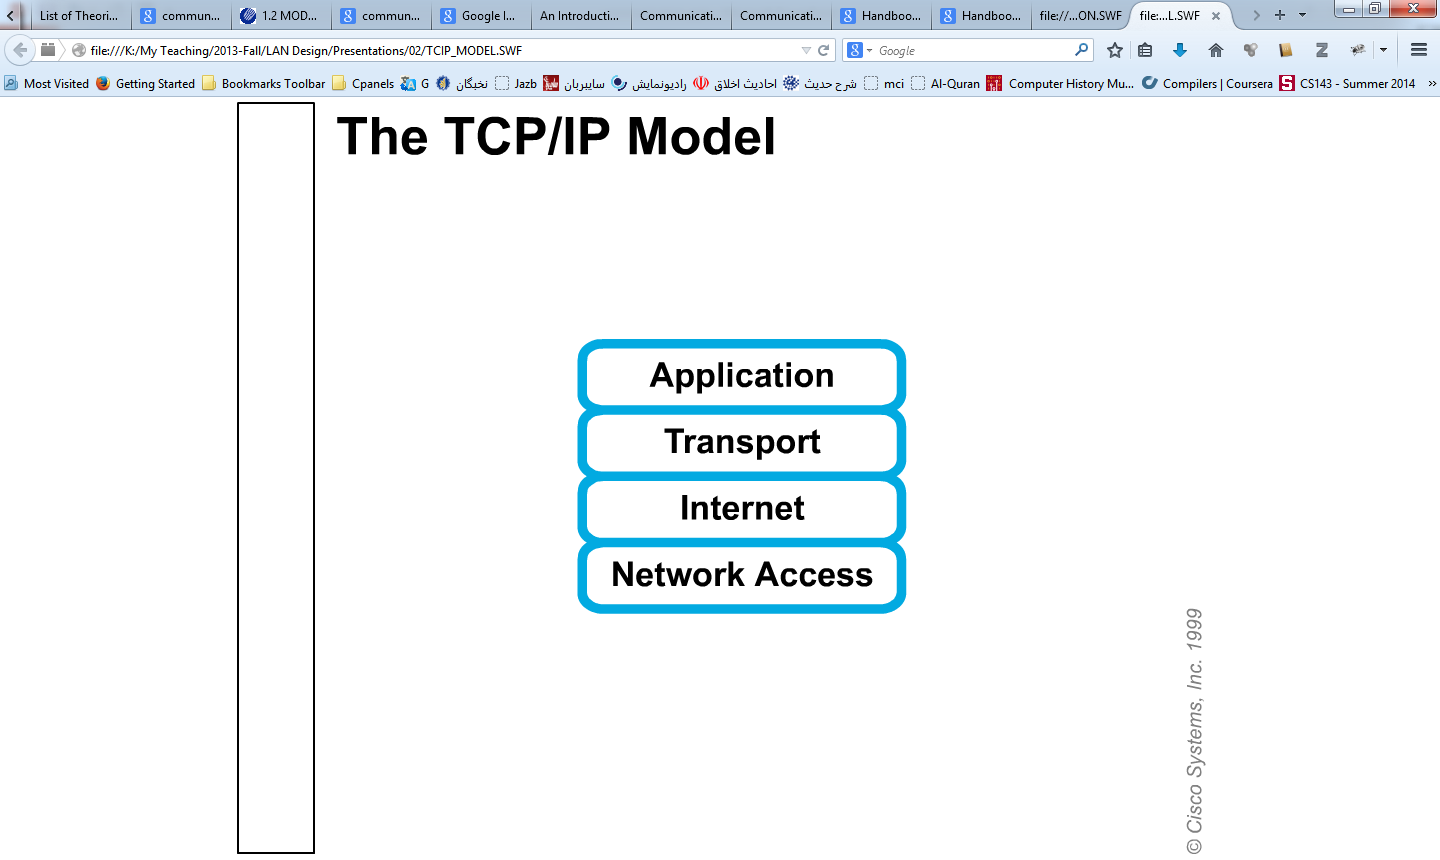 List of Theori...
commun...
1.2 MOD...
commun...
Google I...
An Introducti...
Communicati...
Communicati...
Handboo...
Handboo...
file:///...ON.SWF
file:...L.SWF
file:///K:/My Teaching/2013-Fall/LAN Design/Presentations/02/TCIP_MODEL.SWF
Google
Most Visited
Getting Started
Bookmarks Toolbar
Cpanels
G
نخبگان
Jazb
سایبربان
رادیونمایش
احادیث اخلاق
شرح حدیث
mci
Al-Quran
Computer History Mu...
Compilers | Coursera
CS143 - Summer 2014
The TCP/IP Model
Application
Transport
Internet
Network Access
© Cisco Systems, Inc. 1999